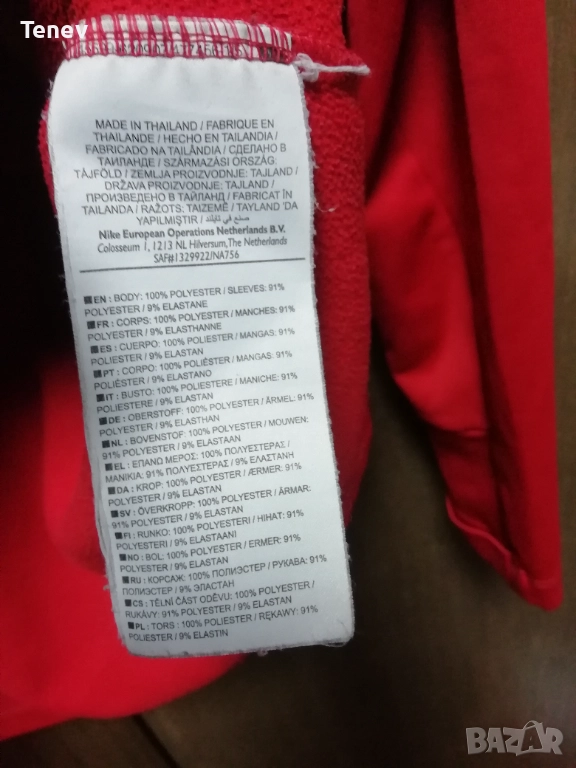 Tenev
MADE IN THAILAND / FABRIQUE EN
THAILANDE / HECHO EN TAILANDIA /
FABRICADO NA TAILÂNDIA / СДЕЛАНО В
ТАИЛАНДЕ / SZÁRMAZÁSI ORSZÁG:
TÁJFÖLD / ZEMLJA PROIZVODNJE: TAJLAND /
DRŽAVA PROIZVODNJE: TAJLAND /
ПРОИЗВЕДЕНО В ТАЙЛАНД / FABRICAT ÎN
TAILANDA / RAŽOTS: TAIZEMĒ / TAYLAND 'DA
YAPILMIŞTIR / صنع في تايلند
Nike European Operations Netherlands B.V.
Colosseum 1, 1213 NL Hilversum, The Netherlands
SAF#1329922/INA756
EN : BODY: 100% POLYESTER / SLEEVES: 91%
POLYESTER / 9% ELASTANE
FR : CORPS: 100% POLYESTER / MANCHES: 91%
POLYESTER / 9% ELASTHANNE
ES : CUERPO: 100% POLIESTER / MANGAS: 91%
POLIESTER / 9% ELASTAN
PT : CORPO: 100% POLIÉSTER / MANGAS: 91%
POLIÉSTER / 9% ELASTANO
IT : BUSTO: 100% POLIESTERE / MANICHE: 91%
POLIESTERE / 9% ELASTAN
DE : OBERSTOFF: 100% POLYESTER / ÄRMEL: 91%
POLYESTER / 9% ELASTHAN
NL : BOVENSTOF: 100% POLYESTER / MOUWEN:
91% POLYESTER / 9% ELASTAAN
EL : ΕΠΑΝΩ ΜΕΡΟΣ: 100% ΠΟΛΥΕΣΤΕΡΑΣ /
ΜΑΝΙΚΙΑ: 91% ΠΟΛΥΕΣΤΕΡΑΣ / 9% ΕΛΑΣΤΑΝΗ
DA : KROP: 100% POLYESTER / ÆRMER: 91%
POLYESTER / 9% ELASTAN
SV : ÖVERKROPP: 100% POLYESTER / ÄRMAR:
91% POLYESTER / 9% ELASTAN
FI : RUNKO: 100% POLYESTERI / HIHAT: 91%
POLYESTERI / 9% ELASTAANI
NO : BOL: 100% POLYESTER / ERMER: 91%
POLYESTER / 9% ELASTAN
RU : КОРСАЖ: 100% ПОЛИЭСТЕР / РУКАВА: 91%
ПОЛИЭСТЕР / 9% ЭЛАСТАН
CS : TĚLNÍ ČÁST ODĚVU: 100% POLYESTER /
RUKÁVY: 91% POLYESTER / 9% ELASTAN
PL : TORS: 100% POLIESTER / RĘKAWY: 91%
POLIESTER / 9% ELASTIN
BAZAR